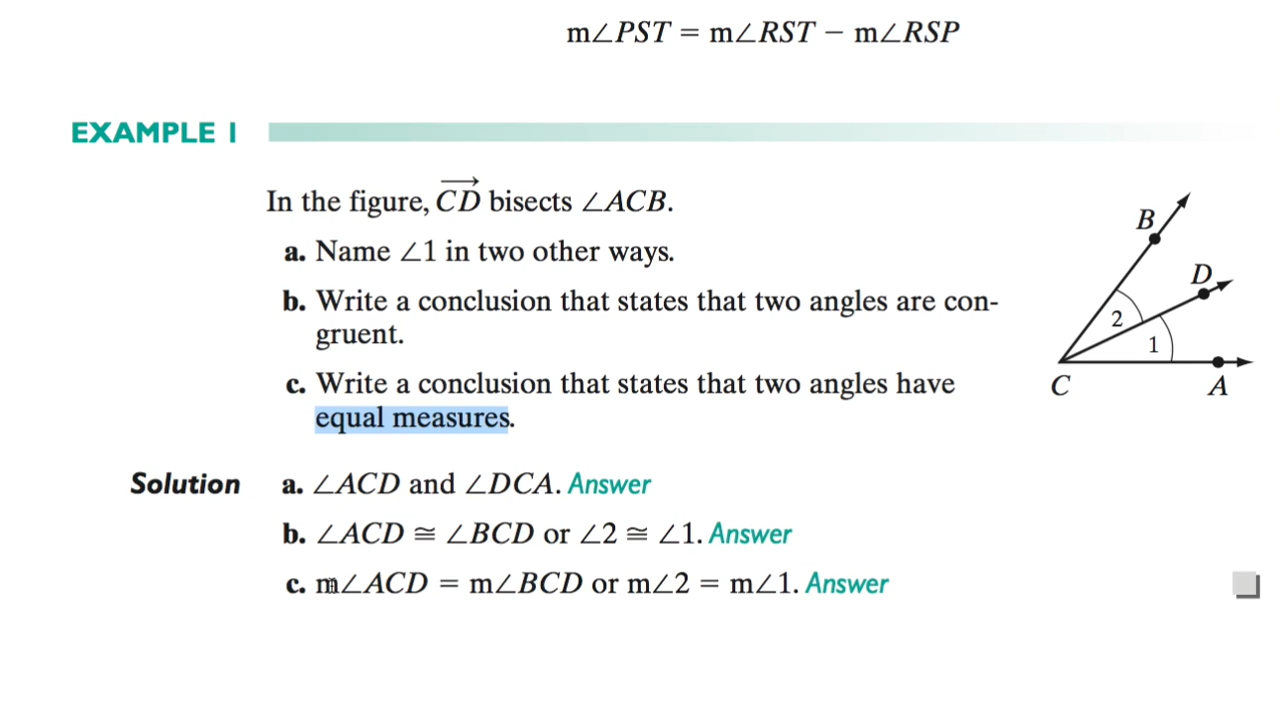 m∠PST = m∠RST − m∠RSP
EXAMPLE 1
In the figure, \overrightarrow{CD} bisects ∠ACB.
a. Name ∠1 in two other ways.
b. Write a conclusion that states that two angles are con-
gruent.
c. Write a conclusion that states that two angles have
equal measures.
B
D
2
1
C
A
Solution
a. ∠ACD and ∠DCA. Answer
b. ∠ACD ≅ ∠BCD or ∠2 ≅ ∠1. Answer
c. m∠ACD = m∠BCD or m∠2 = m∠1. Answer